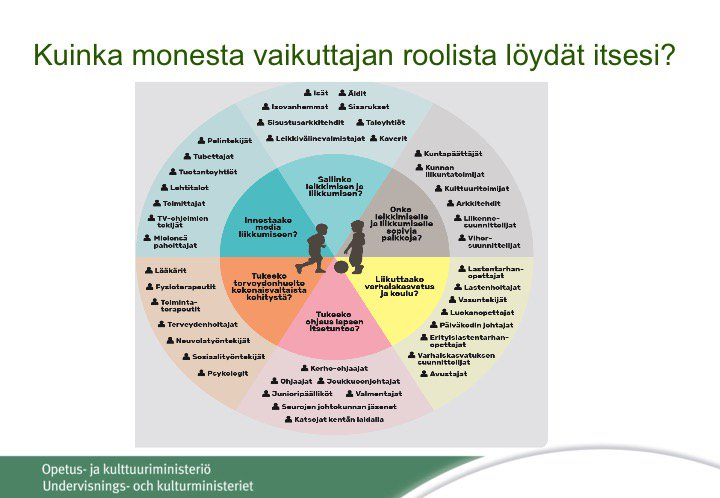 Kuinka monesta vaikuttajan roolista löydät itsesi?
Isät
Äidit
Isovanhemmat
Sisarukset
Sisustusarkkitehdit
Taloyhtiöt
Leikkivälinevalmistajat
Kaverit
Sallinko
leikkimisen ja
liikkumisen?
Kuntapäättäjät
Kunnan
liikuntatoimijat
Kulttuuritoimijat
Arkkitehdit
Liikenne-
suunnittelijat
Viher-
suunnittelijat
Onko
leikkimiselle
ja liikkumiselle
sopivia
paikkoja?
Lastentarhan-
opettajat
Lastenhoitajat
Vasuntekijät
Luokanopettajat
Päiväkodin johtajat
Erityislastentarhan-
opettajat
Varhaiskasvatuksen
suunnittelijat
Avustajat
Liikuttaako
varhaiskasvatus
ja koulu?
Tukeeko
ohjaus lapsen
itsetuntoa?
Kerho-ohjaajat
Ohjaajat
Joukkueenjohtajat
Junioripäälliköt
Valmentajat
Seurojen johtokunnan jäsenet
Katsojat kentän laidalla
Tukeeko
terveydenhuolto
kokonaisvaltaista
kehitystä?
Lääkärit
Fysioterapeutit
Toiminta-
terapeutit
Terveydenhoitajat
Neuvolatyöntekijät
Sosiaalityöntekijät
Psykologit
Innostaako
media
liikkumiseen?
Pelintekijät
Tubettajat
Tuotantoyhtiöt
Lehtitalot
Toimittajat
TV-ohjelmien
tekijät
Mielensä
pahoittajat
Opetus- ja kulttuuriministeriö
Undervisnings- och kulturministeriet